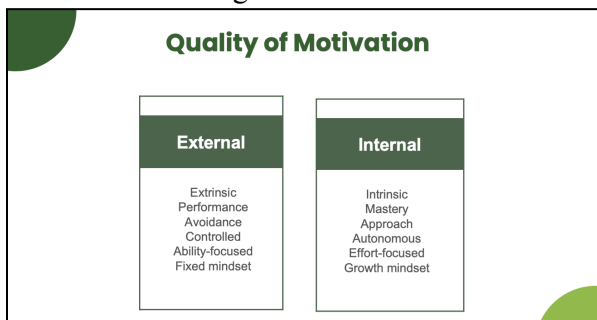 Quality of Motivation
External
Extrinsic
Performance
Avoidance
Controlled
Ability-focused
Fixed mindset
Internal
Intrinsic
Mastery
Approach
Autonomous
Effort-focused
Growth mindset